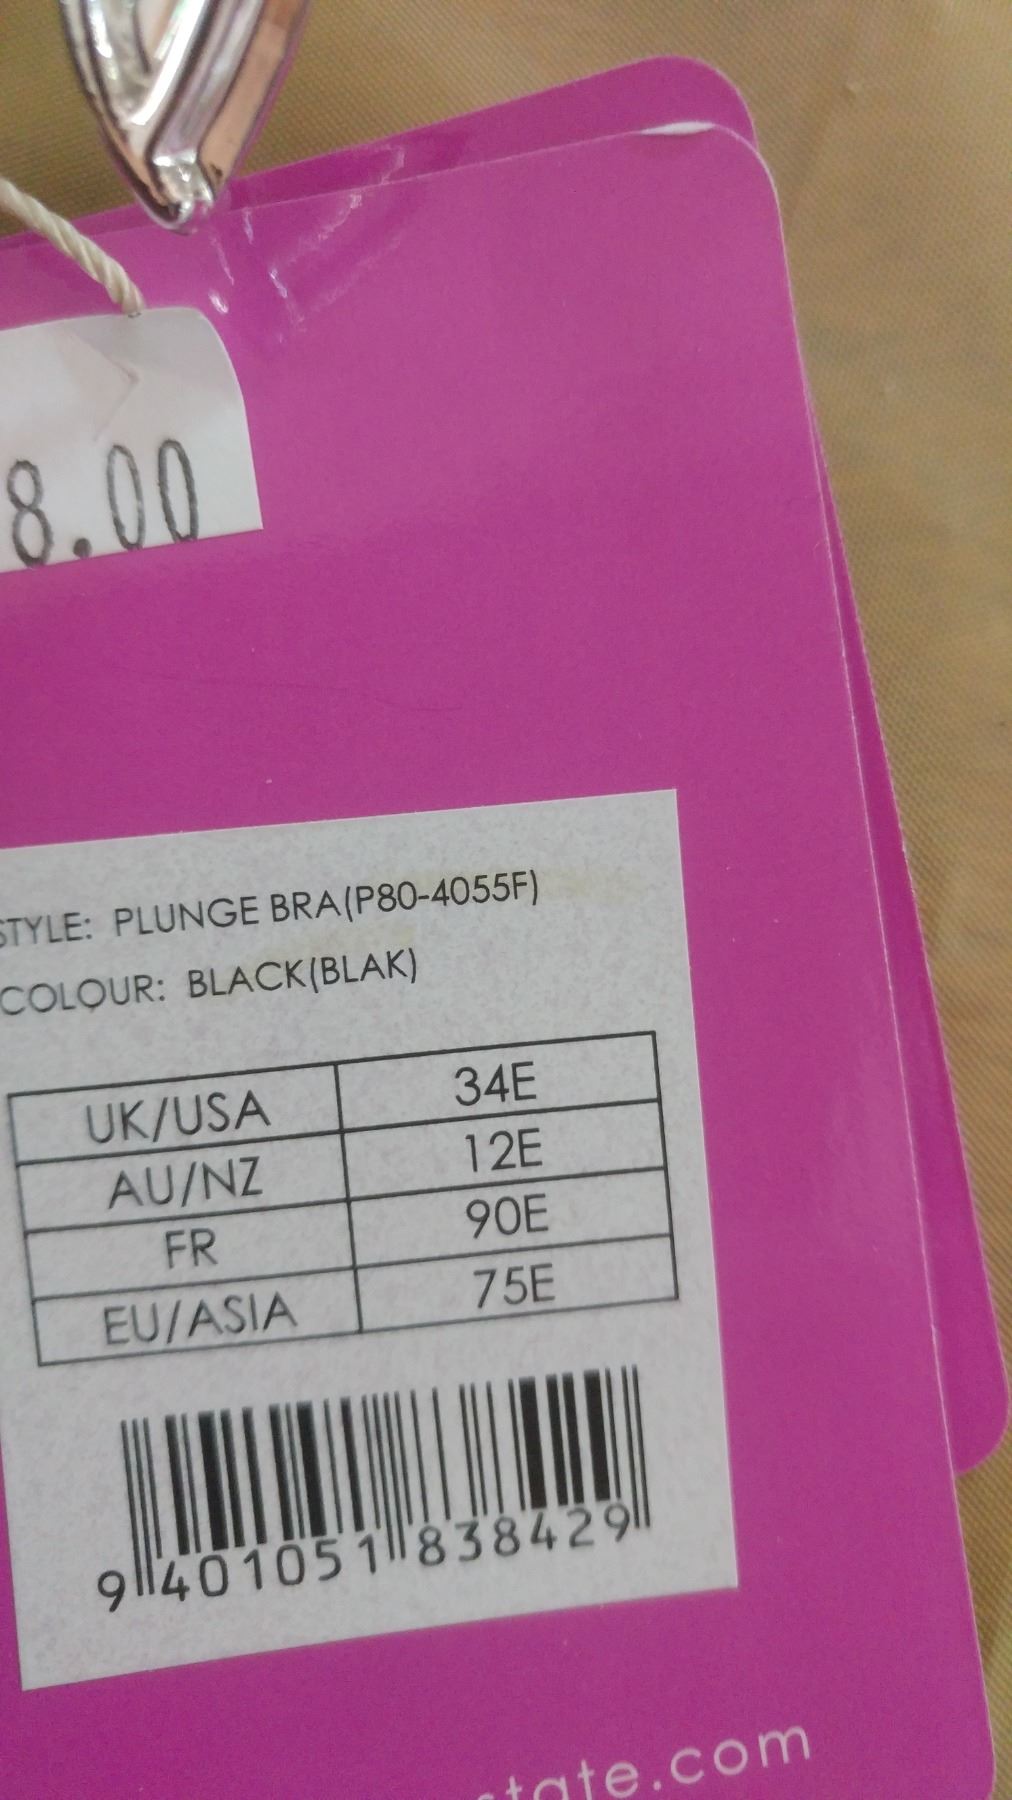 8.00
STYLE: PLUNGE BRA(P80-4055F)
COLOUR: BLACK(BLAK)
UK/USA 34E
AU/NZ 12E
FR 90E
EU/ASIA 75E
9 401051 838429
state.com